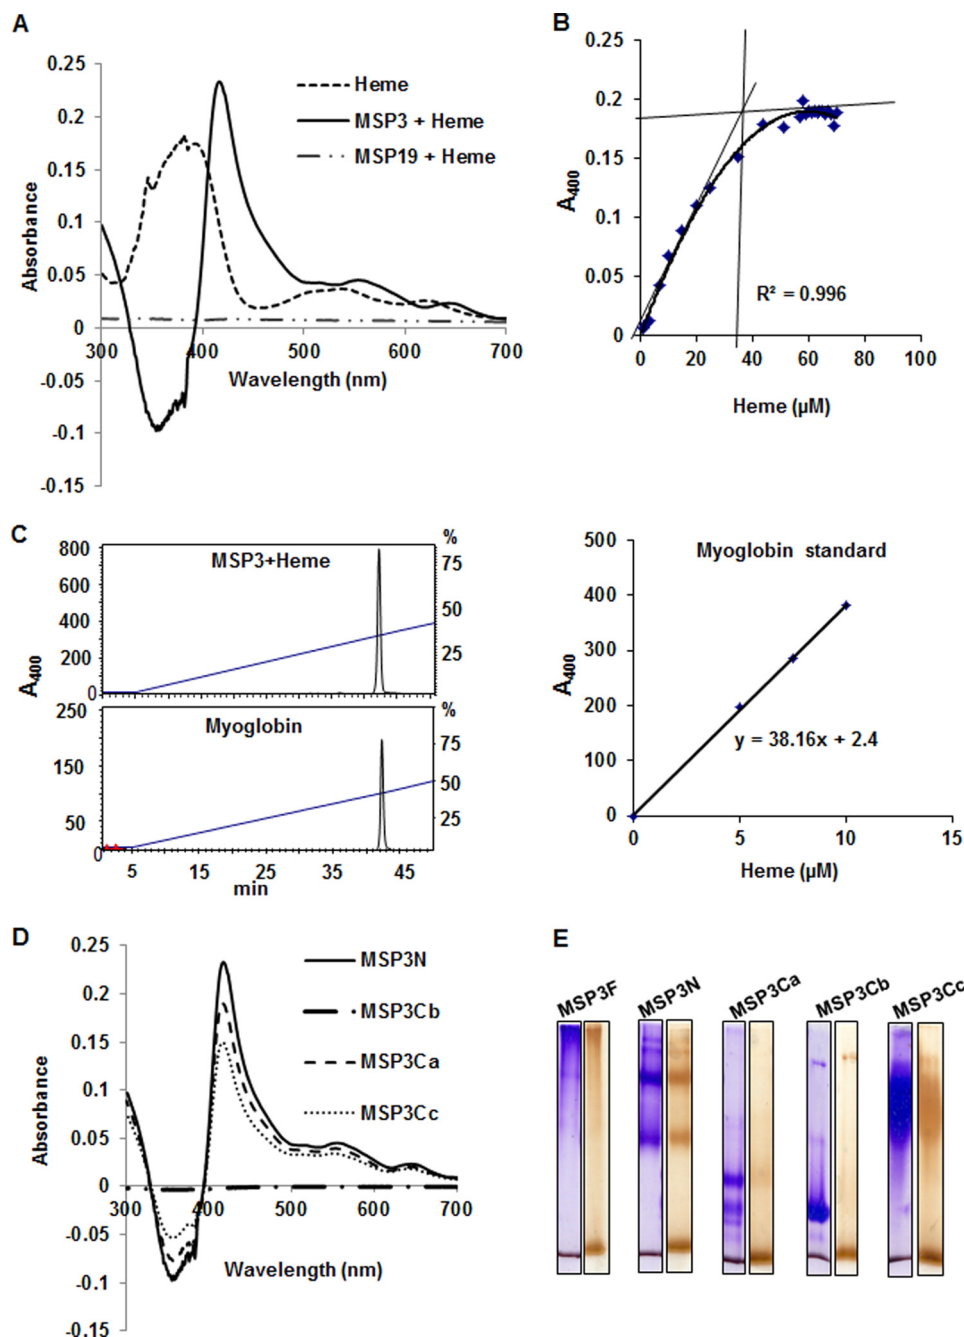 A
0.25
0.2
0.15
0.1
0.05
0
-0.05
-0.1
-0.15
Absorbance
300 400 500 600 700
Wavelength (nm)
Heme
MSP3 + Heme
MSP19 + Heme
B
0.25
0.2
0.15
0.1
0.05
0
A400
R² = 0.996
0 20 40 60 80 100
Heme (µM)
C
MSP3+Heme
800
600
400
200
0
%
75
50
25
A400
Myoglobin
250
150
50
0
%
75
50
25
5 15 25 35 45
min
Myoglobin standard
500
400
300
200
100
0
A400
y = 38.16x + 2.4
0 5 10 15
Heme (µM)
D
0.25
0.2
0.15
0.1
0.05
0
-0.05
-0.1
-0.15
Absorbance
300 400 500 600 700
Wavelength (nm)
MSP3N
MSP3Cb
MSP3Ca
MSP3Cc
E
MSP3F
MSP3N
MSP3Ca
MSP3Cb
MSP3Cc